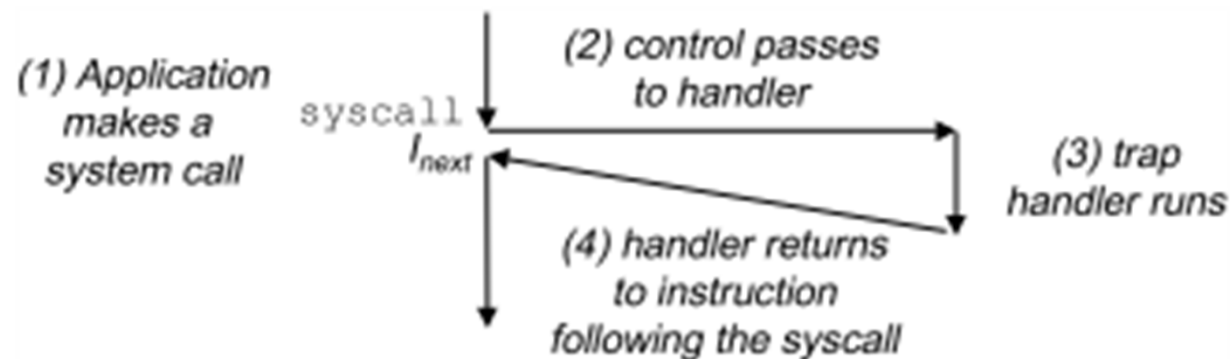 (1) Application
makes a
system call
syscall
Inext
(2) control passes
to handler
(3) trap
handler runs
(4) handler returns
to instruction
following the syscall